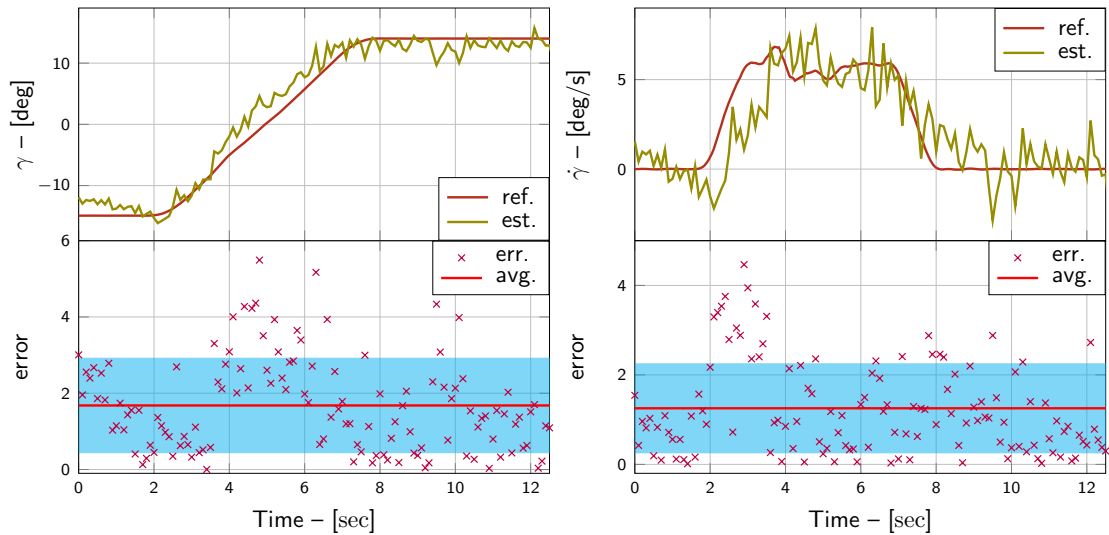 γ – [deg]
10
0
−10
ref.
est.
error
6
4
2
0
err.
avg.
0
2
4
6
8
10
12
Time – [sec]
γ̇ – [deg/s]
5
0
ref.
est.
error
4
2
0
err.
avg.
0
2
4
6
8
10
12
Time – [sec]